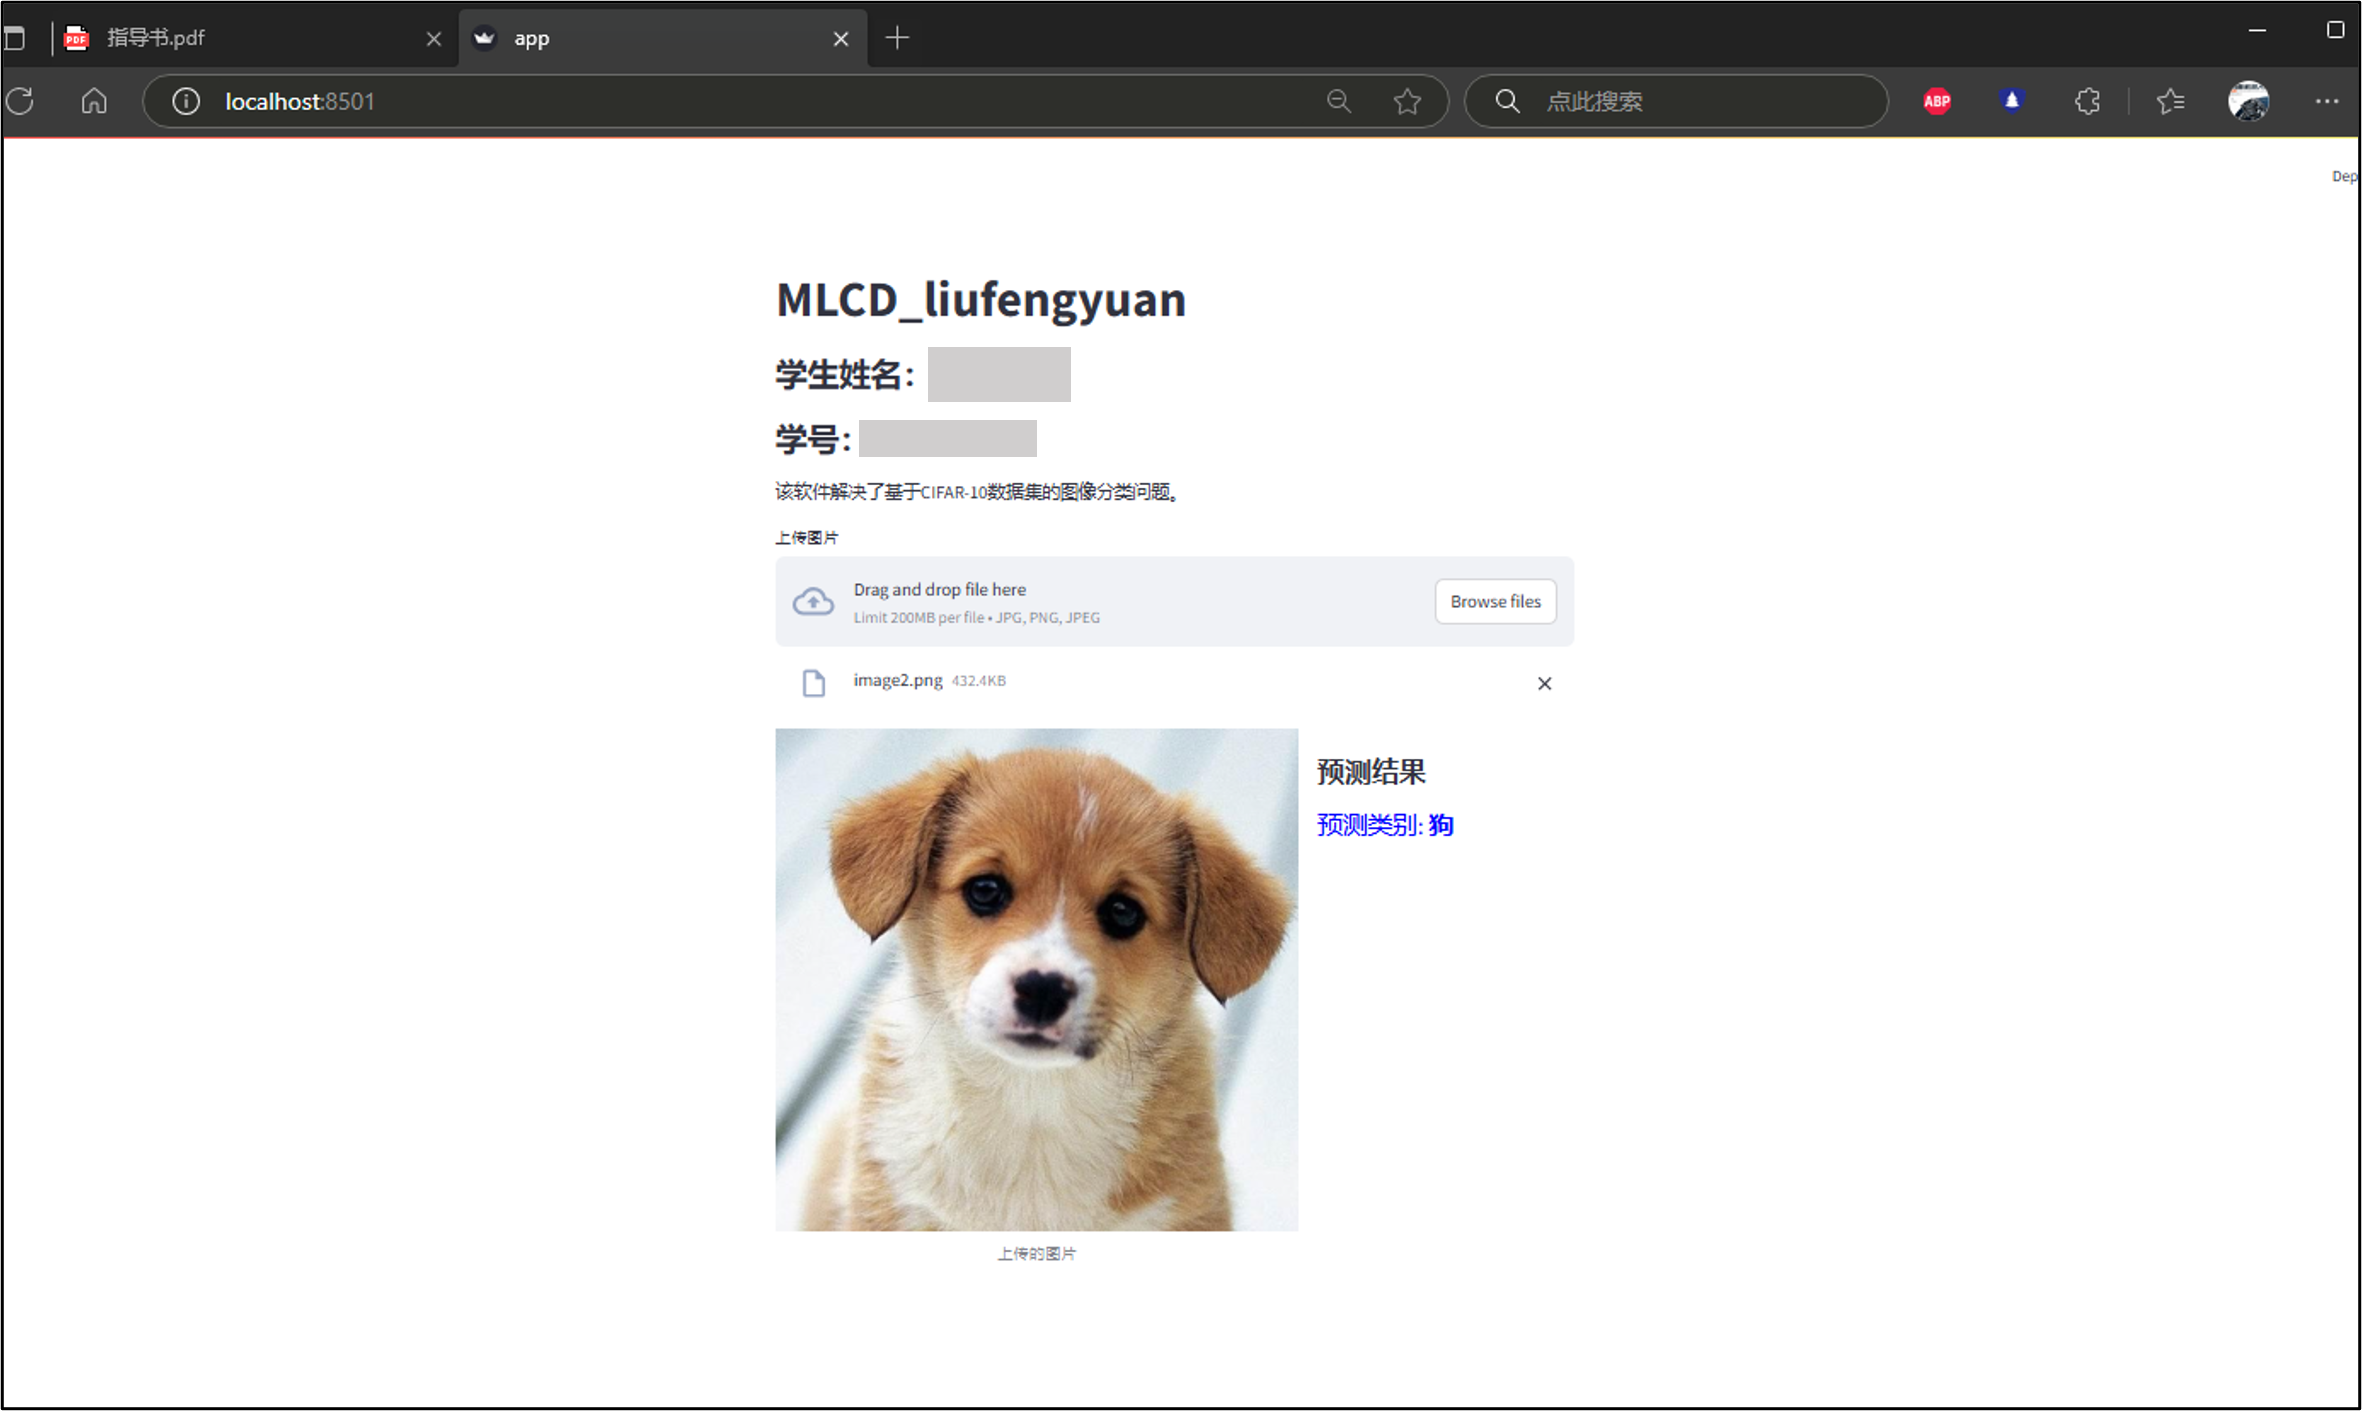 指导书.pdf
app
localhost:8501
点此搜索
ABP
Dep
MLCD_liufengyuan
学生姓名：
学号：
该软件解决了基于CIFAR-10数据集的图像分类问题。
上传图片
Drag and drop file here
Limit 200MB per file • JPG, PNG, JPEG
Browse files
image2.png 432.4KB
预测结果
预测类别: 狗
上传的图片